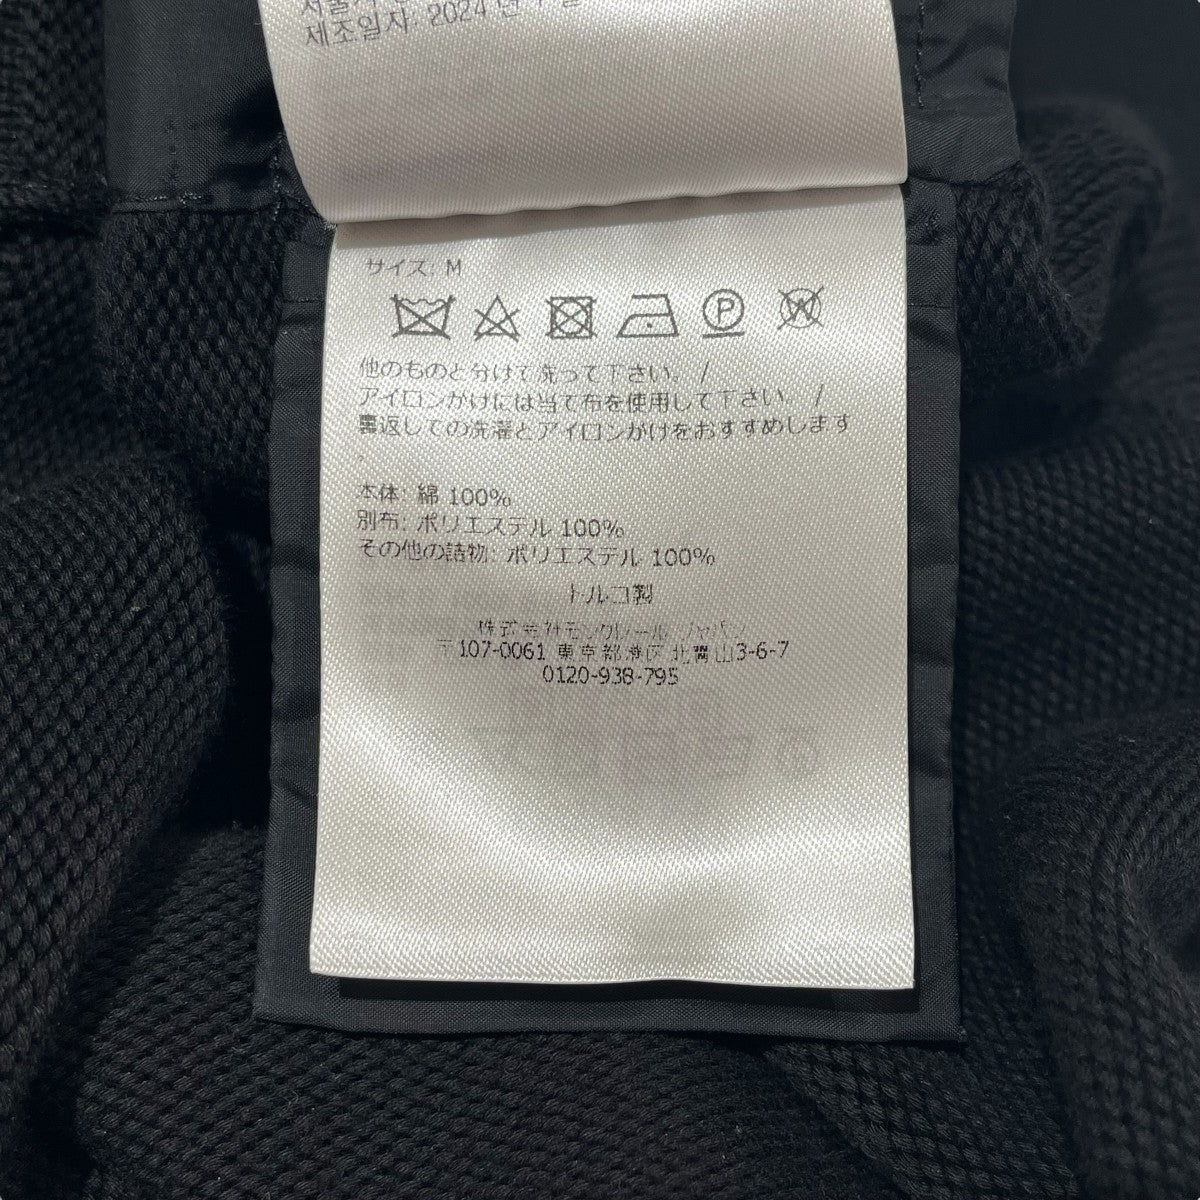 제조일자: 2024 년
サイズ: M
W
P
他のものと分けて洗って下さい。 /
アイロンがけには当て布を使用して下さい。 /
裏返しての洗濯とアイロンがけをおすすめします
。
本体: 綿 100%
別布: ポリエステル 100%
その他の詰物: ポリエステル 100%
トルコ製
株式会社モンクレール ジャパン
〒107-0061 東京都港区北青山3-6-7
0120-938-795